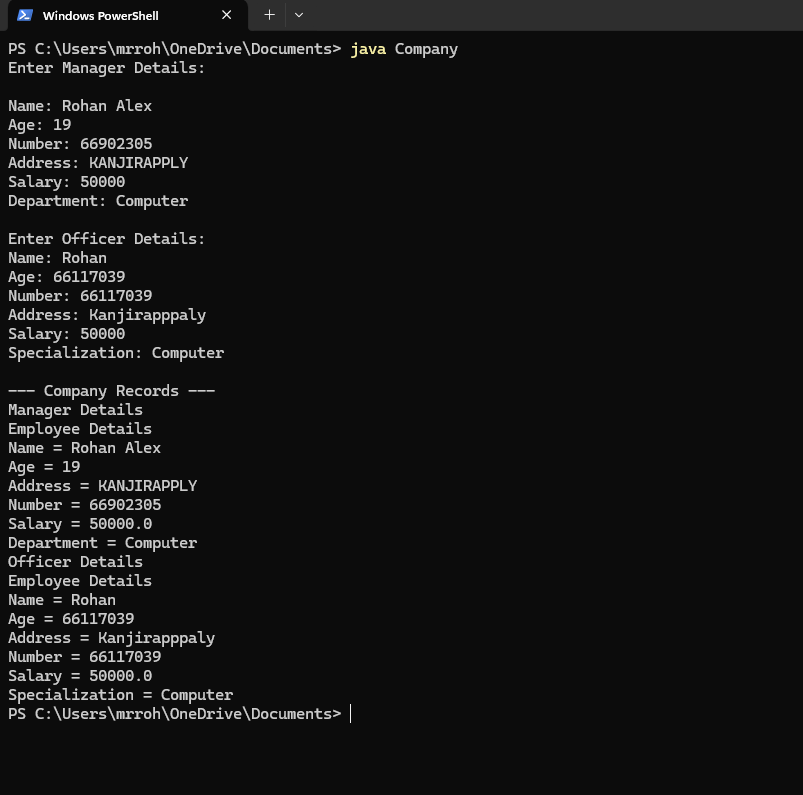 Windows PowerShell
PS C:\Users\mrroh\OneDrive\Documents> java Company
Enter Manager Details:
Name: Rohan Alex
Age: 19
Number: 66902305
Address: KANJIRAPPLY
Salary: 50000
Department: Computer
Enter Officer Details:
Name: Rohan
Age: 66117039
Number: 66117039
Address: Kanjirapppaly
Salary: 50000
Specialization: Computer
--- Company Records ---
Manager Details
Employee Details
Name = Rohan Alex
Age = 19
Address = KANJIRAPPLY
Number = 66902305
Salary = 50000.0
Department = Computer
Officer Details
Employee Details
Name = Rohan
Age = 66117039
Address = Kanjirapppaly
Number = 66117039
Salary = 50000.0
Specialization = Computer
PS C:\Users\mrroh\OneDrive\Documents>